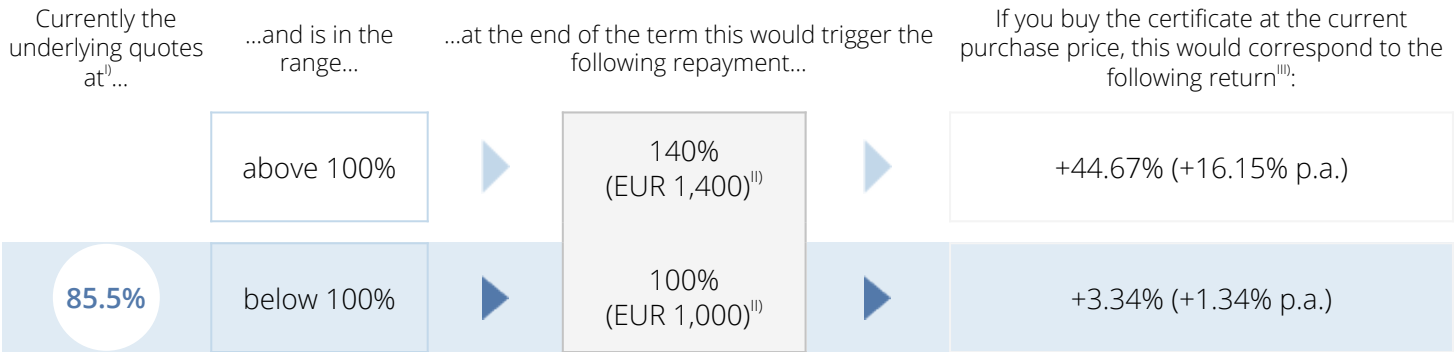 Currently the
underlying quotes
at^I)...
...and is in the
range...
...at the end of the term this would trigger the
following repayment...
If you buy the certificate at the current
purchase price, this would correspond to the
following return^III):
above 100%
140%
(EUR 1,400)^II)
+44.67% (+16.15% p.a.)
85.5%
below 100%
100%
(EUR 1,000)^II)
+3.34% (+1.34% p.a.)